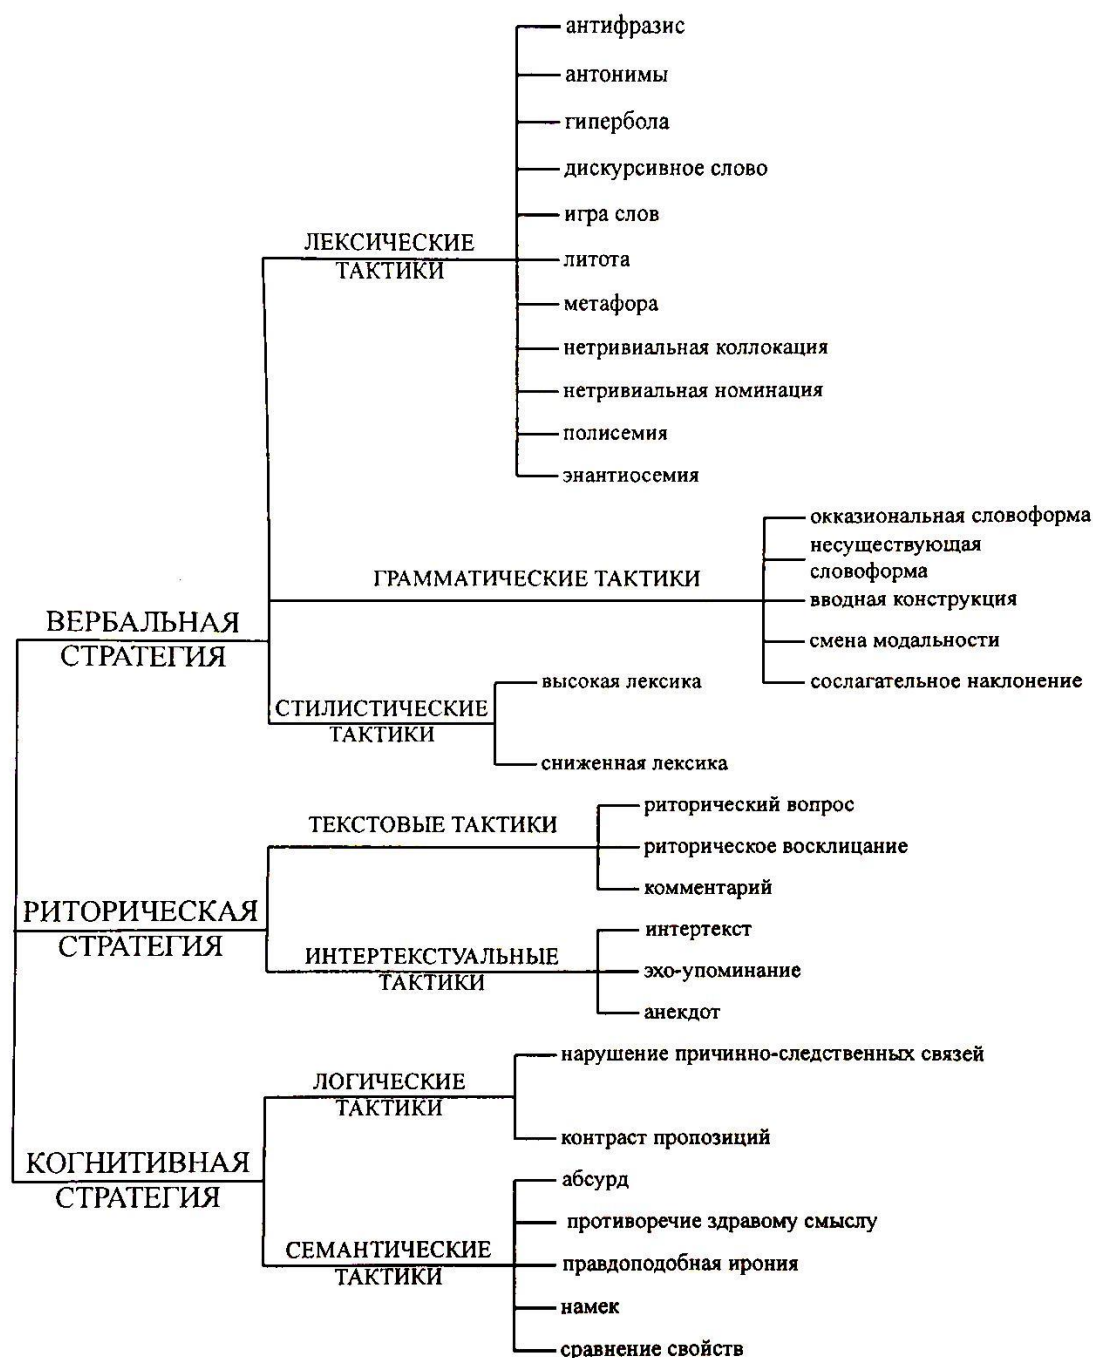 антифразис
антонимы
гипербола
дискурсивное слово
игра слов
ЛЕКСИЧЕСКИЕ
ТАКТИКИ
литота
метафора
нетривиальная коллокация
нетривиальная номинация
полисемия
энантиосемия
окказиональная словоформа
несуществующая
словоформа
ГРАММАТИЧЕСКИЕ ТАКТИКИ
вводная конструкция
ВЕРБАЛЬНАЯ
СТРАТЕГИЯ
смена модальности
сослагательное наклонение
высокая лексика
СТИЛИСТИЧЕСКИЕ
ТАКТИКИ
сниженная лексика
риторический вопрос
ТЕКСТОВЫЕ ТАКТИКИ
риторическое восклицание
комментарий
РИТОРИЧЕСКАЯ
СТРАТЕГИЯ
интертекст
ИНТЕРТЕКСТУАЛЬНЫЕ
ТАКТИКИ
эхо-упоминание
анекдот
нарушение причинно-следственных связей
ЛОГИЧЕСКИЕ
ТАКТИКИ
контраст пропозиций
КОГНИТИВНАЯ
СТРАТЕГИЯ
абсурд
противоречие здравому смыслу
СЕМАНТИЧЕСКИЕ
ТАКТИКИ
правдоподобная ирония
намек
сравнение свойств